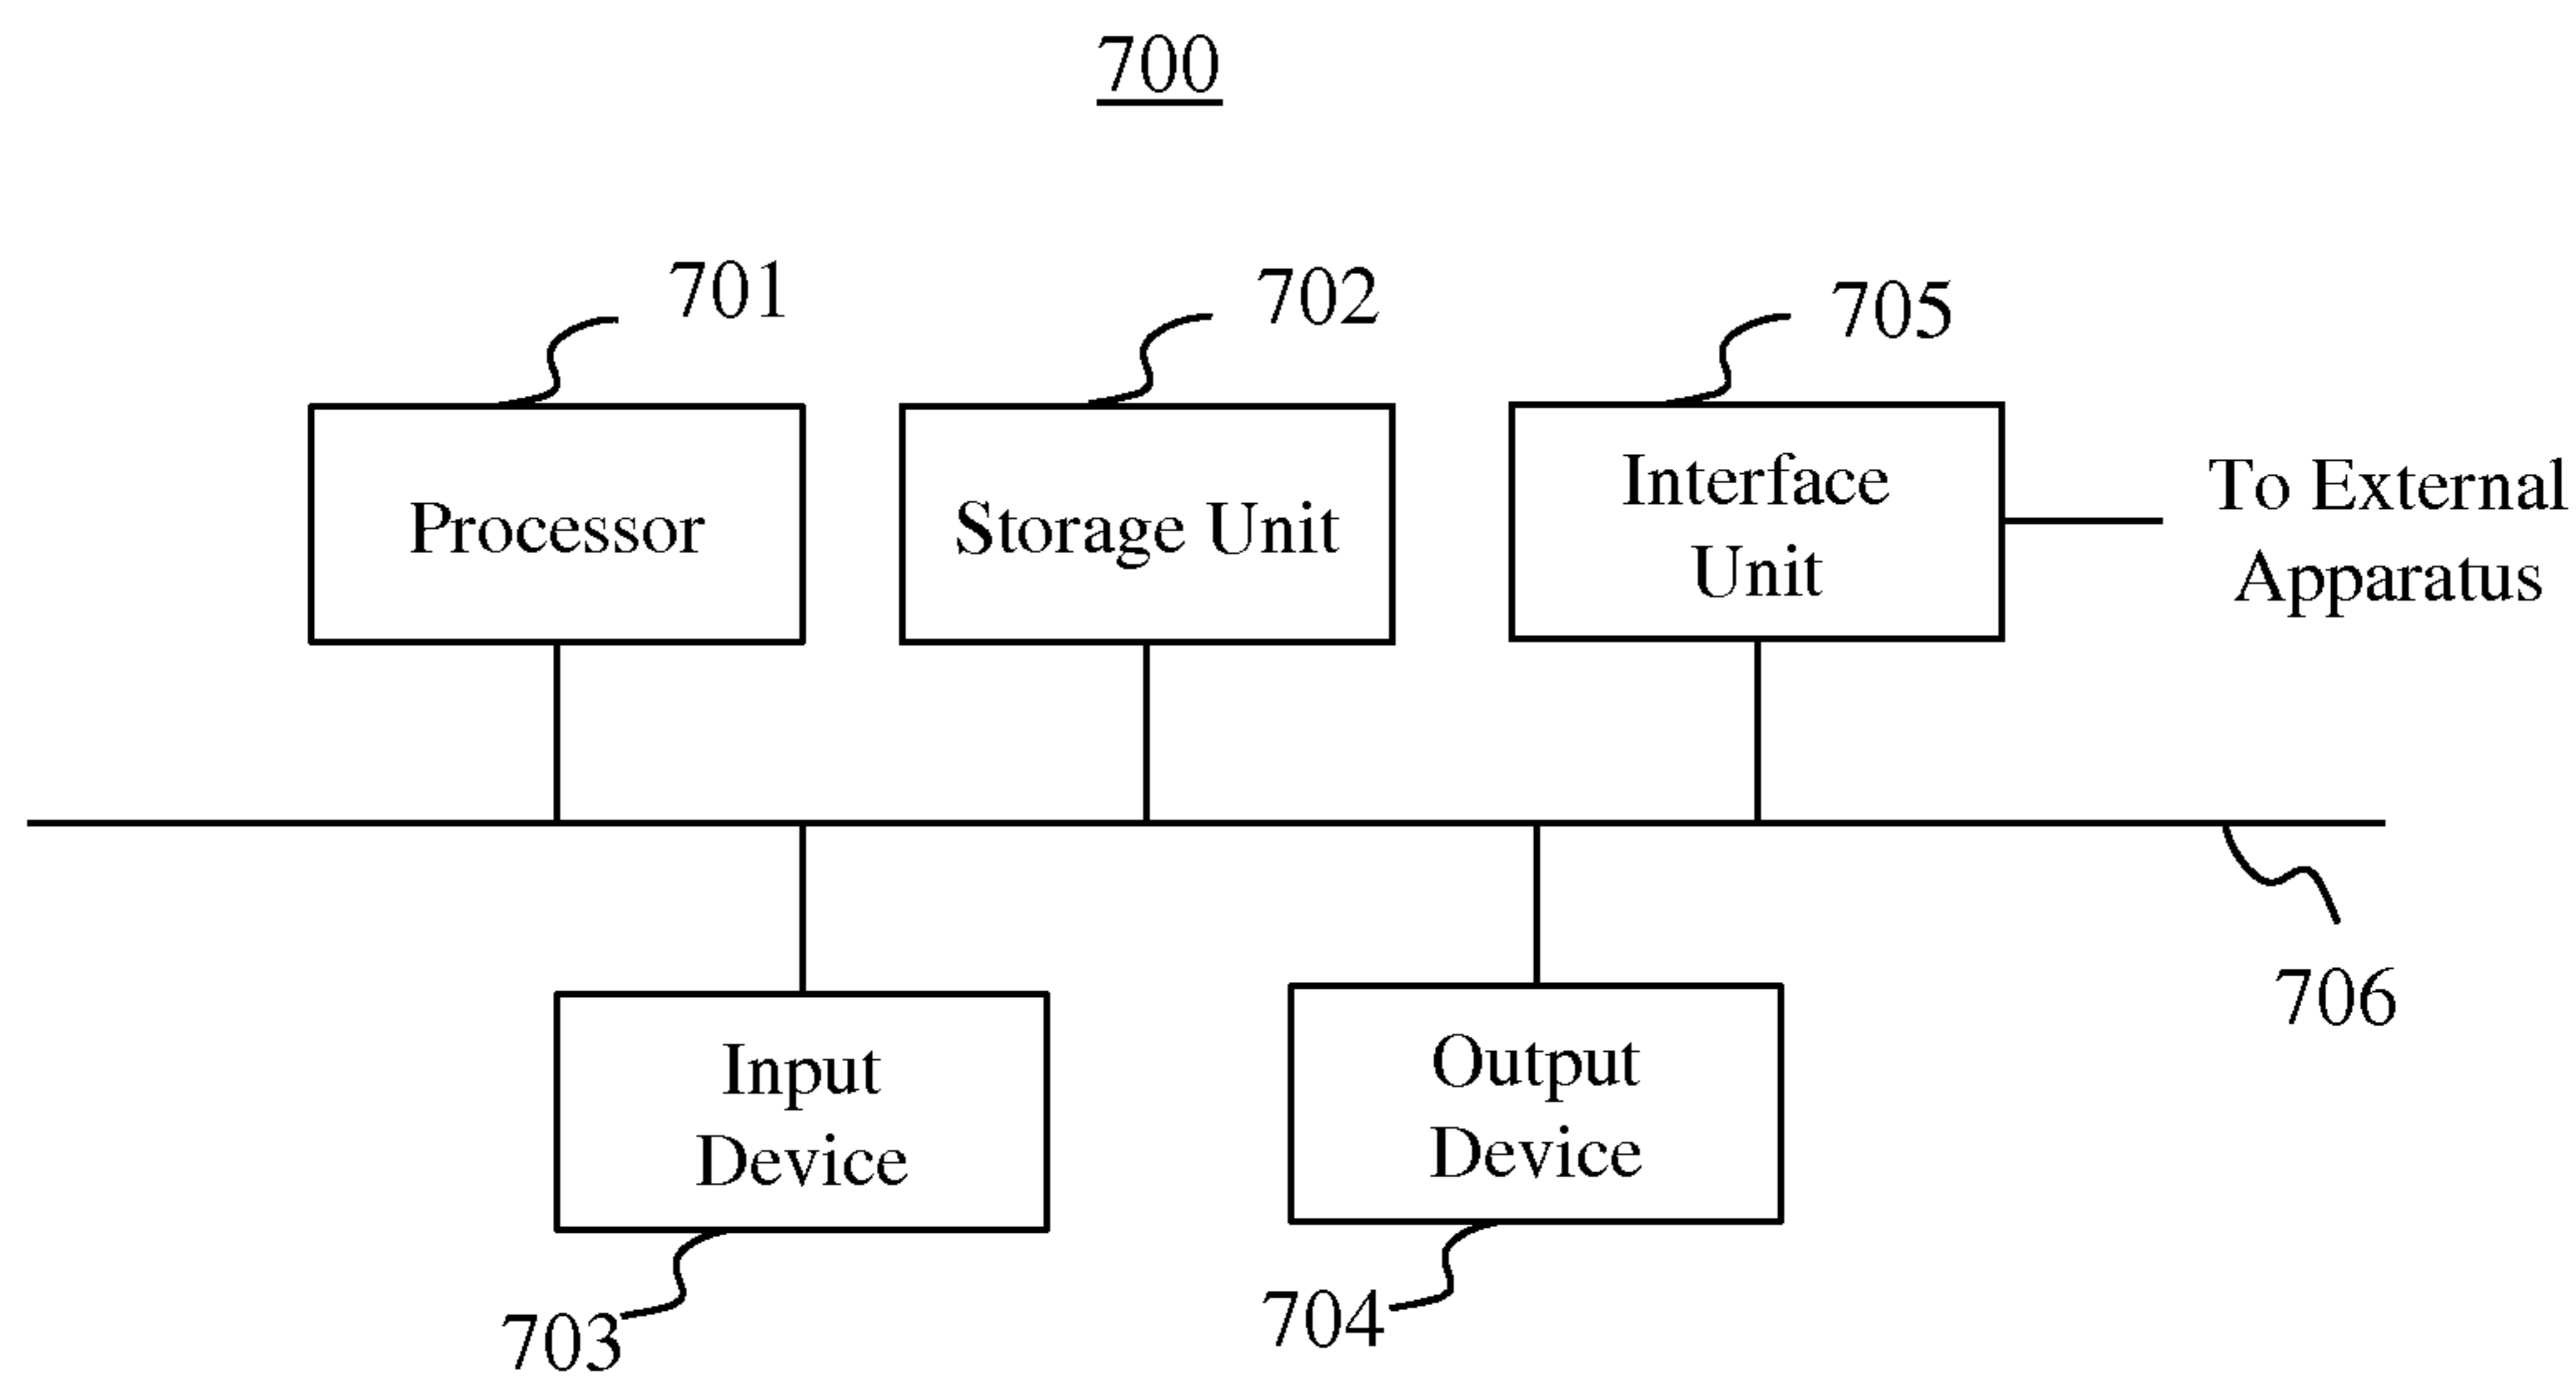 700
701
702
705
Processor
Storage Unit
Interface
Unit
To External
Apparatus
706
Input
Device
Output
Device
703
704